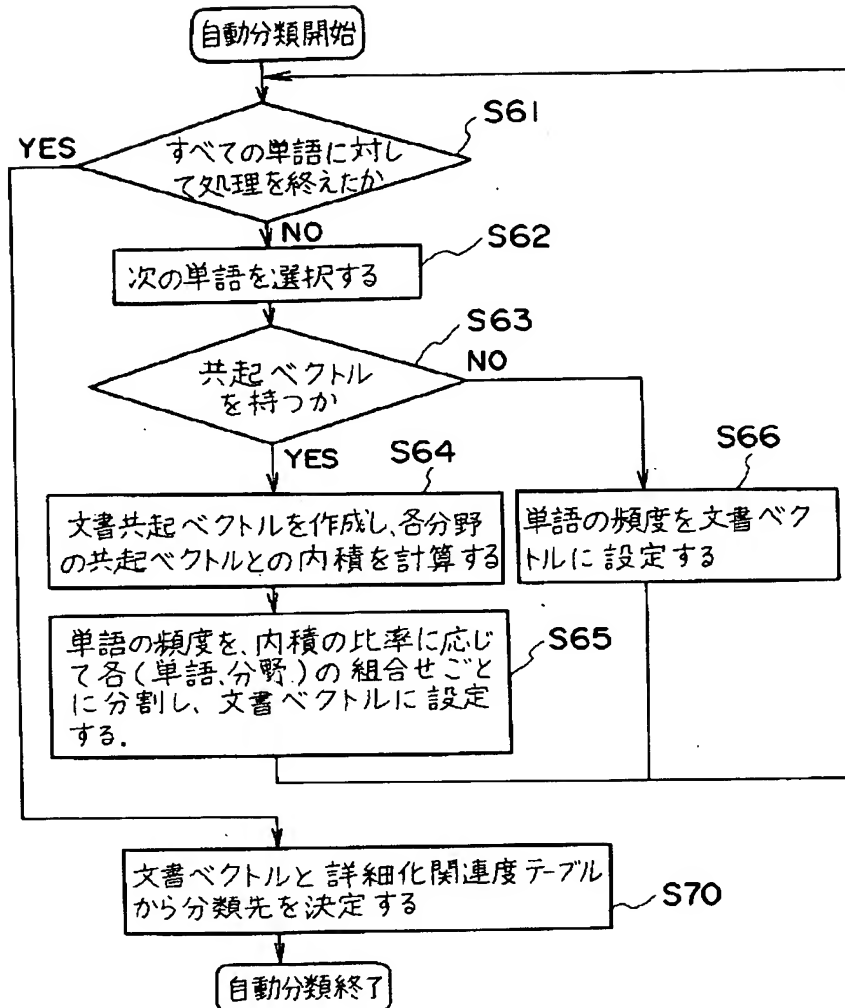 自動分類開始
S61
YES
すべての単語に対し
て処理を終えたか
NO
S62
次の単語を選択する
S63
共起ベクトル
を持つか
NO
YES
S64
文書共起ベクトルを作成し、各分野
の共起ベクトルとの内積を計算する
S66
単語の頻度を文書ベク
トルに設定する
S65
単語の頻度を、内積の比率に応じ
て各(単語、分野)の組合せごと
に分割し、文書ベクトルに設定
する.
文書ベクトルと詳細化関連度テーブル
から分類先を決定する
S70
自動分類終了